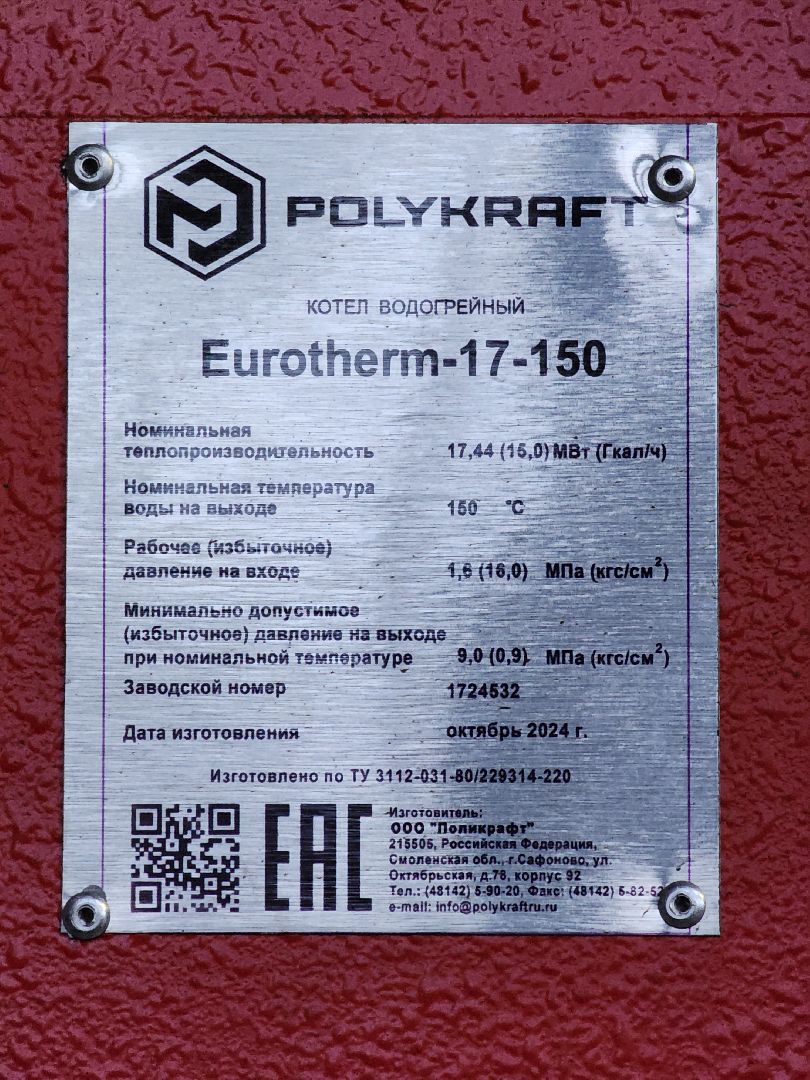 POLYKRAFT
КОТЕЛ ВОДОГРЕЙНЫЙ
Eurotherm-17-150
Номинальная
теплопроизводительность 17,44 (15,0) МВт (Гкал/ч)
Номинальная температура
воды на выходе 150 °С
Рабочее (избыточное)
давление на входе 1,6 (16,0) МПа (кгс/см²)
Минимально допустимое
(избыточное) давление на выходе
при номинальной температуре 9,0 (0,9) МПа (кгс/см²)
Заводской номер 1724532
Дата изготовления октябрь 2024 г.
Изготовлено по ТУ 3112-031-80/229314-220
EAC
Изготовитель:
ООО "Поликрафт"
215505, Российская Федерация,
Смоленская обл., г.Сафоново, ул.
Октябрьская, д.78, корпус 92
Тел.: (48142) 5-90-20, Факс: (48142) 5-82-52
e-mail: info@polykraftru.ru